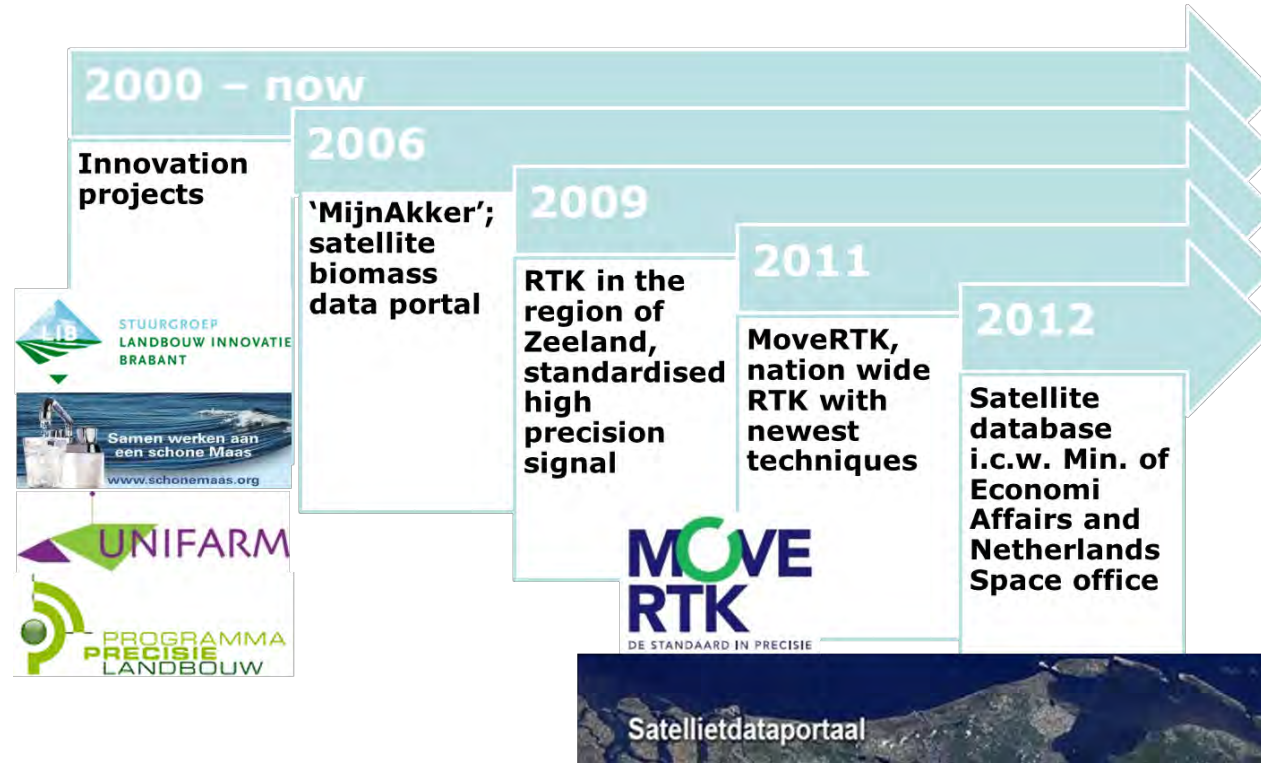 2000 – now
Innovation
projects
LIB
STUURGROEP
LANDBOUW INNOVATIE
BRABANT
Samen werken aan
een schone Maas
www.schonemaas.org
UNIFARM
PROGRAMMA
PRECISIE
LANDBOUW
2006
‘MijnAkker’;
satellite
biomass
data portal
2009
RTK in the
region of
Zeeland,
standardised
high
precision
signal
2011
MoveRTK,
nation wide
RTK with
newest
techniques
MOVE
RTK
DE STANDAARD IN PRECISIE
2012
Satellite
database
i.c.w. Min. of
Economi
Affairs and
Netherlands
Space office
Satellietdataportaal